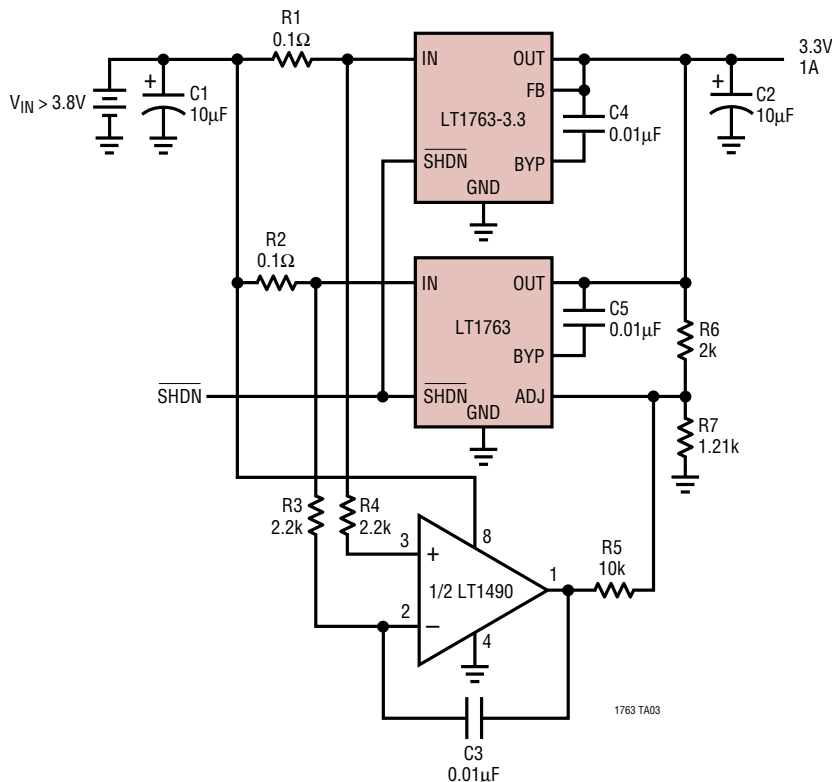 R1
0.1Ω
IN
OUT
FB
LT1763-3.3
SHDN
BYP
GND
3.3V
1A
VIN > 3.8V
+
C1
10µF
C4
0.01µF
+
C2
10µF
R2
0.1Ω
IN
OUT
LT1763
BYP
SHDN
SHDN
ADJ
GND
C5
0.01µF
R6
2k
R7
1.21k
R3
2.2k
R4
2.2k
3
+
8
1/2 LT1490
1
2
–
4
R5
10k
C3
0.01µF
1763 TA03